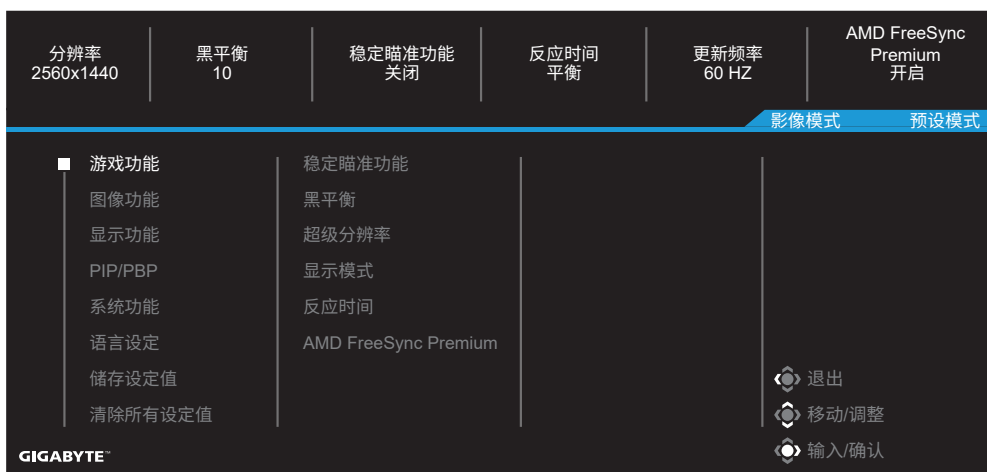 分辨率
2560x1440
黑平衡
10
稳定瞄准功能
关闭
反应时间
平衡
更新频率
60 HZ
AMD FreeSync
Premium
开启
影像模式 预设模式
游戏功能
图像功能
显示功能
PIP/PBP
系统功能
语言设定
储存设定值
清除所有设定值
稳定瞄准功能
黑平衡
超级分辨率
显示模式
反应时间
AMD FreeSync Premium
退出
移动/调整
输入/确认
GIGABYTE™